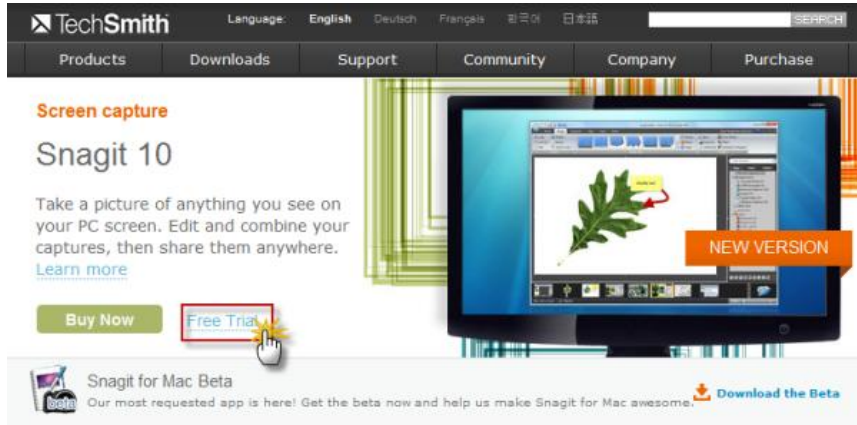 TechSmith
Language: English Deutsch Français 한국어 日本語 SEARCH
Products Downloads Support Community Company Purchase
Screen capture
Snagit 10
Take a picture of anything you see on
your PC screen. Edit and combine your
captures, then share them anywhere.
Learn more
NEW VERSION
Buy Now Free Trial
Snagit for Mac Beta
beta
Our most requested app is here! Get the beta now and help us make Snagit for Mac awesome.
Download the Beta